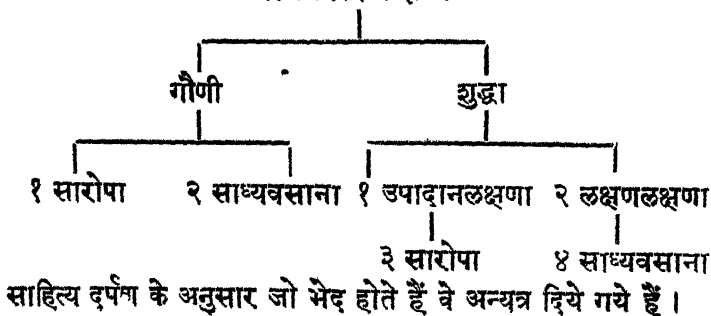 गौणी शुद्धा
१ सारोपा २ साध्यवसाना १ उपादानलक्षणा २ लक्षणलक्षणा
३ सारोपा ४ साध्यवसाना
साहित्य दर्पण के अनुसार जो भेद होते हैं वे अन्यत्र दिये गये हैं।